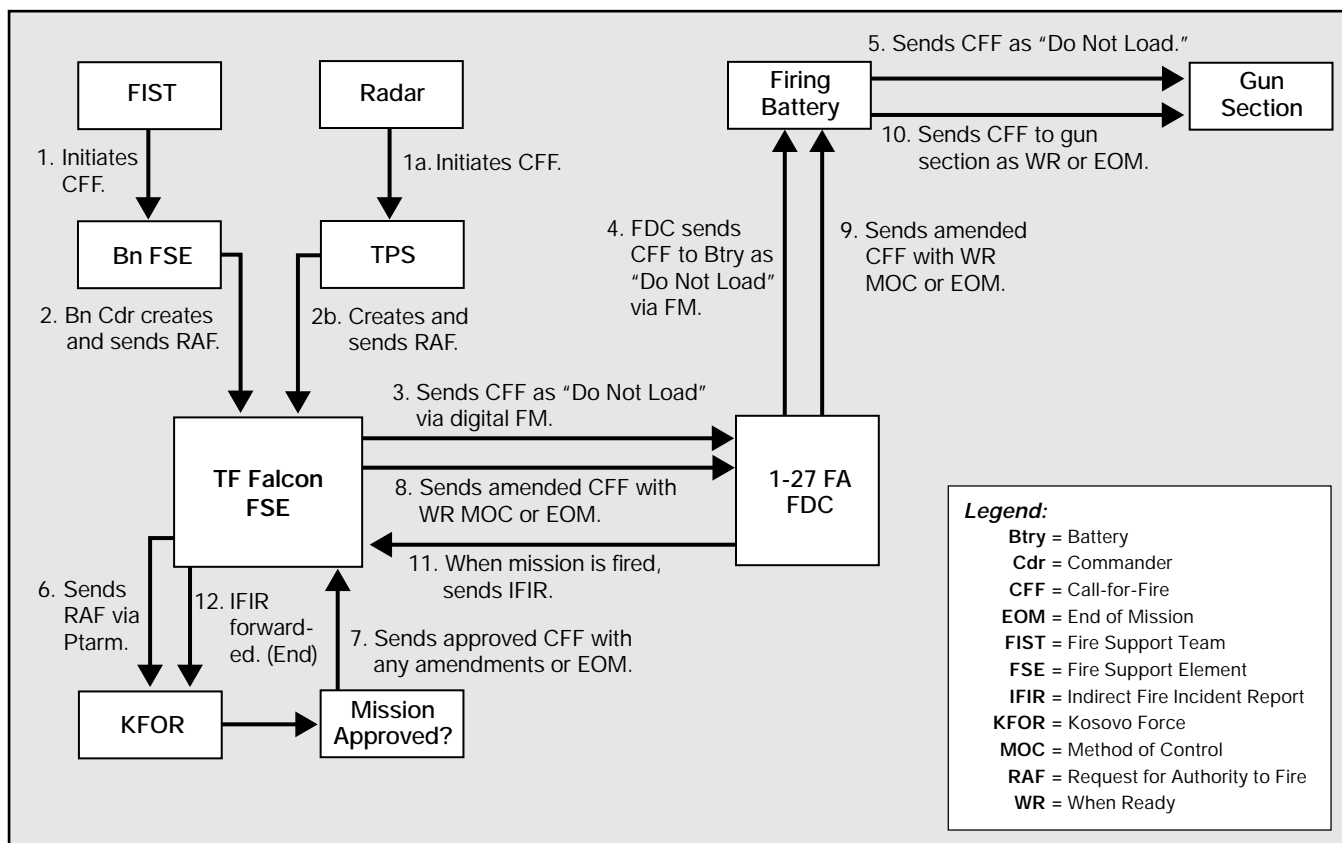 FIST
Radar
Firing
Battery
5. Sends CFF as “Do Not Load.”
Gun
Section
10. Sends CFF to gun
section as WR or EOM.
1. Initiates
CFF.
1a. Initiates CFF.
Bn FSE
TPS
4. FDC sends
CFF to Btry as
“Do Not Load”
via FM.
9. Sends amended
CFF with WR
MOC or EOM.
2. Bn Cdr creates
and sends RAF.
2b. Creates and
sends RAF.
3. Sends CFF as “Do Not Load”
via digital FM.
TF Falcon
FSE
1-27 FA
FDC
8. Sends amended CFF with
WR MOC or EOM.
11. When mission is fired,
sends IFIR.
6. Sends
RAF via
Ptarm.
12. IFIR
forward-
ed. (End)
7. Sends approved CFF with
any amendments or EOM.
KFOR
Mission
Approved?
Legend:
Btry = Battery
Cdr = Commander
CFF = Call-for-Fire
EOM = End of Mission
FIST = Fire Support Team
FSE = Fire Support Element
IFIR = Indirect Fire Incident Report
KFOR = Kosovo Force
MOC = Method of Control
RAF = Request for Authority to Fire
WR = When Ready